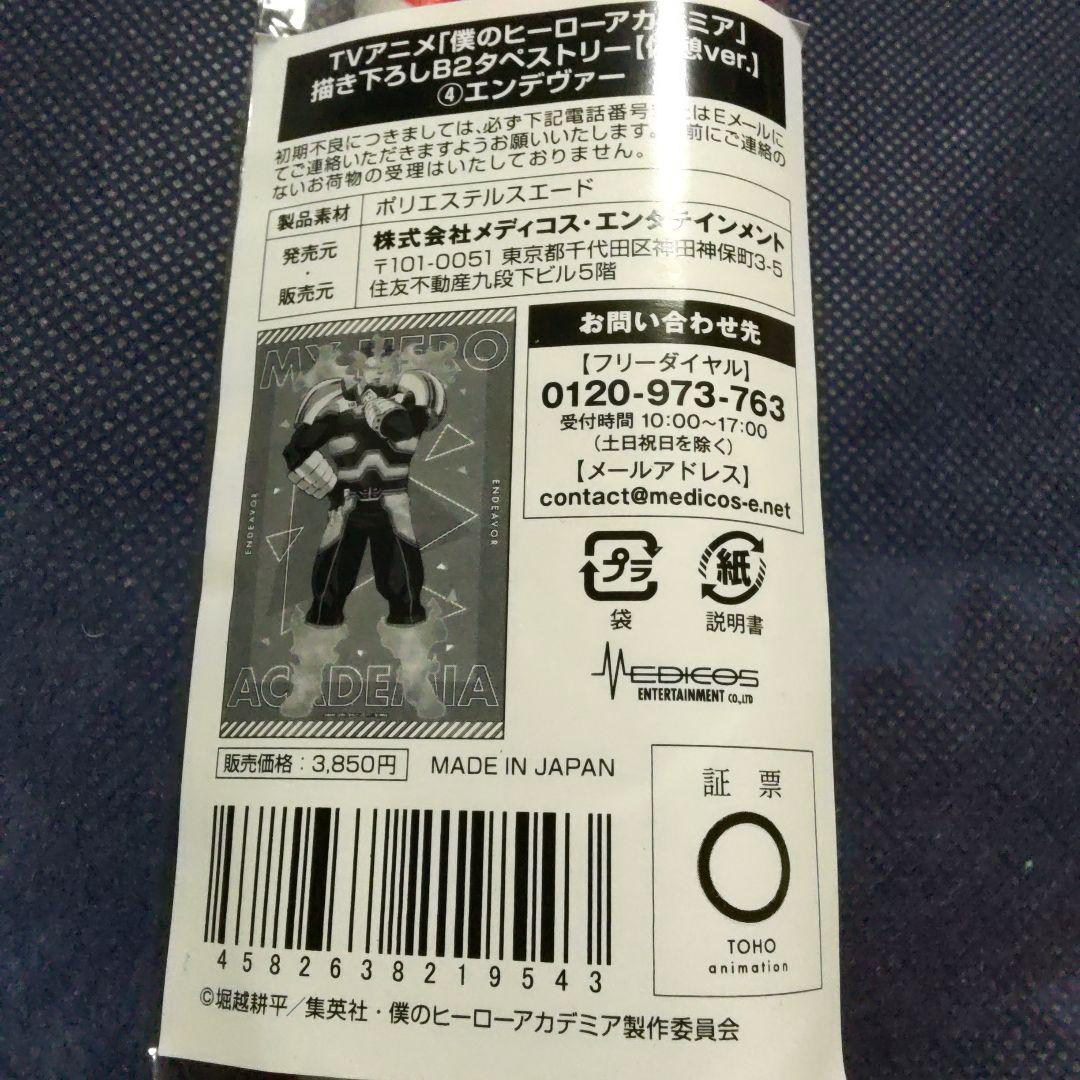 TVアニメ「僕のヒーローアカデミア」
描き下ろしB2タペストリー【 想ver.】
④エンデヴァー
初期不良につきましては、必ず下記電話番号またはEメールに
てご連絡いただきますようお願いいたします。 前にご連絡の
ないお荷物の受理はいたしておりません。
製品素材 ポリエステルスエード
発売元・販売元 株式会社メディコス・エンタテインメント
〒101-0051 東京都千代田区神田神保町3-5
住友不動産九段下ビル5階
お問い合わせ先
【フリーダイヤル】
0120-973-763
受付時間 10:00〜17:00
(土日祝日を除く)
【メールアドレス】
contact@medicos-e.net
MY HERO
ENDEAVOR
ENDEAVOR
ACADEMIA
プラ
袋
紙
説明書
MEDICOS
ENTERTAINMENT CO.,LTD
販売価格：3,850円
MADE IN JAPAN
証票
TOHO
animation
4582638219543
©堀越耕平／集英社・僕のヒーローアカデミア製作委員会